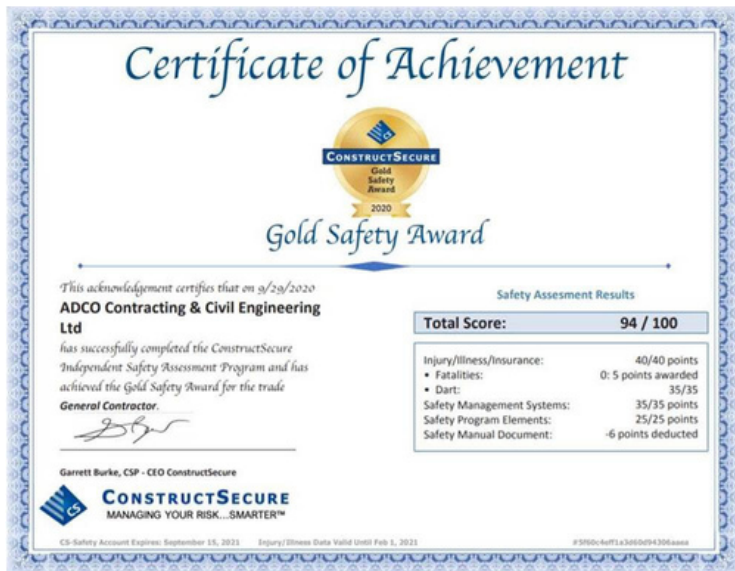 Certificate of Achievement
CS
CONSTRUCTSECURE
Gold
Safety
Award
2020
Gold Safety Award
This acknowledgement certifies that on 9/29/2020
ADCO Contracting & Civil Engineering
Ltd
has successfully completed the ConstructSecure
Independent Safety Assessment Program and has
achieved the Gold Safety Award for the trade
General Contractor.
Garrett Burke, CSP - CEO ConstructSecure
CS
CONSTRUCTSECURE
MANAGING YOUR RISK...SMARTER™
Safety Assesment Results
Total Score: 94 / 100
Injury/Illness/Insurance: 40/40 points
• Fatalities: 0: 5 points awarded
• Dart: 35/35
Safety Management Systems: 35/35 points
Safety Program Elements: 25/25 points
Safety Manual Document: -6 points deducted
CS-Safety Account Expires: September 15, 2021 Injury/Illness Data Valid Until Feb 1, 2021